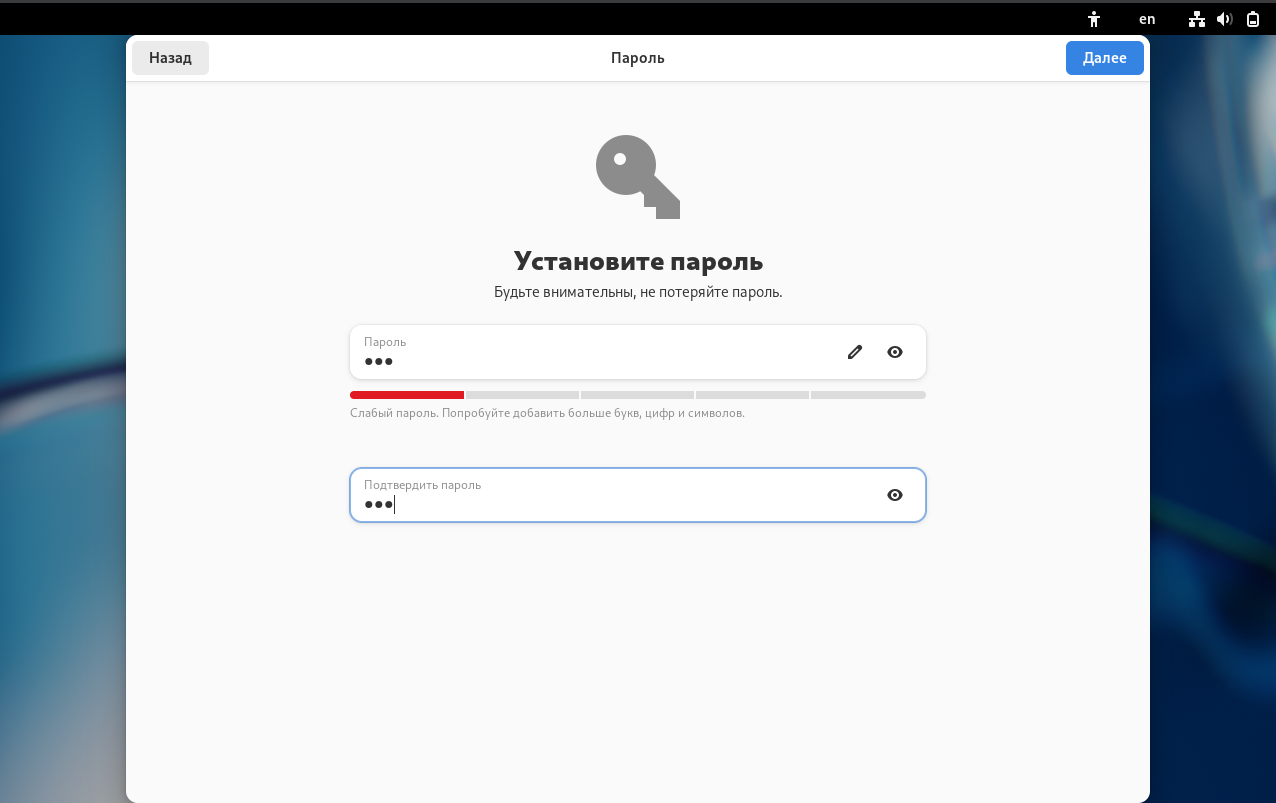 en
Назад
Пароль
Далее
Установите пароль
Будьте внимательны, не потеряйте пароль.
Пароль
●●●
Слабый пароль. Попробуйте добавить больше букв, цифр и символов.
Подтвердить пароль
●●●